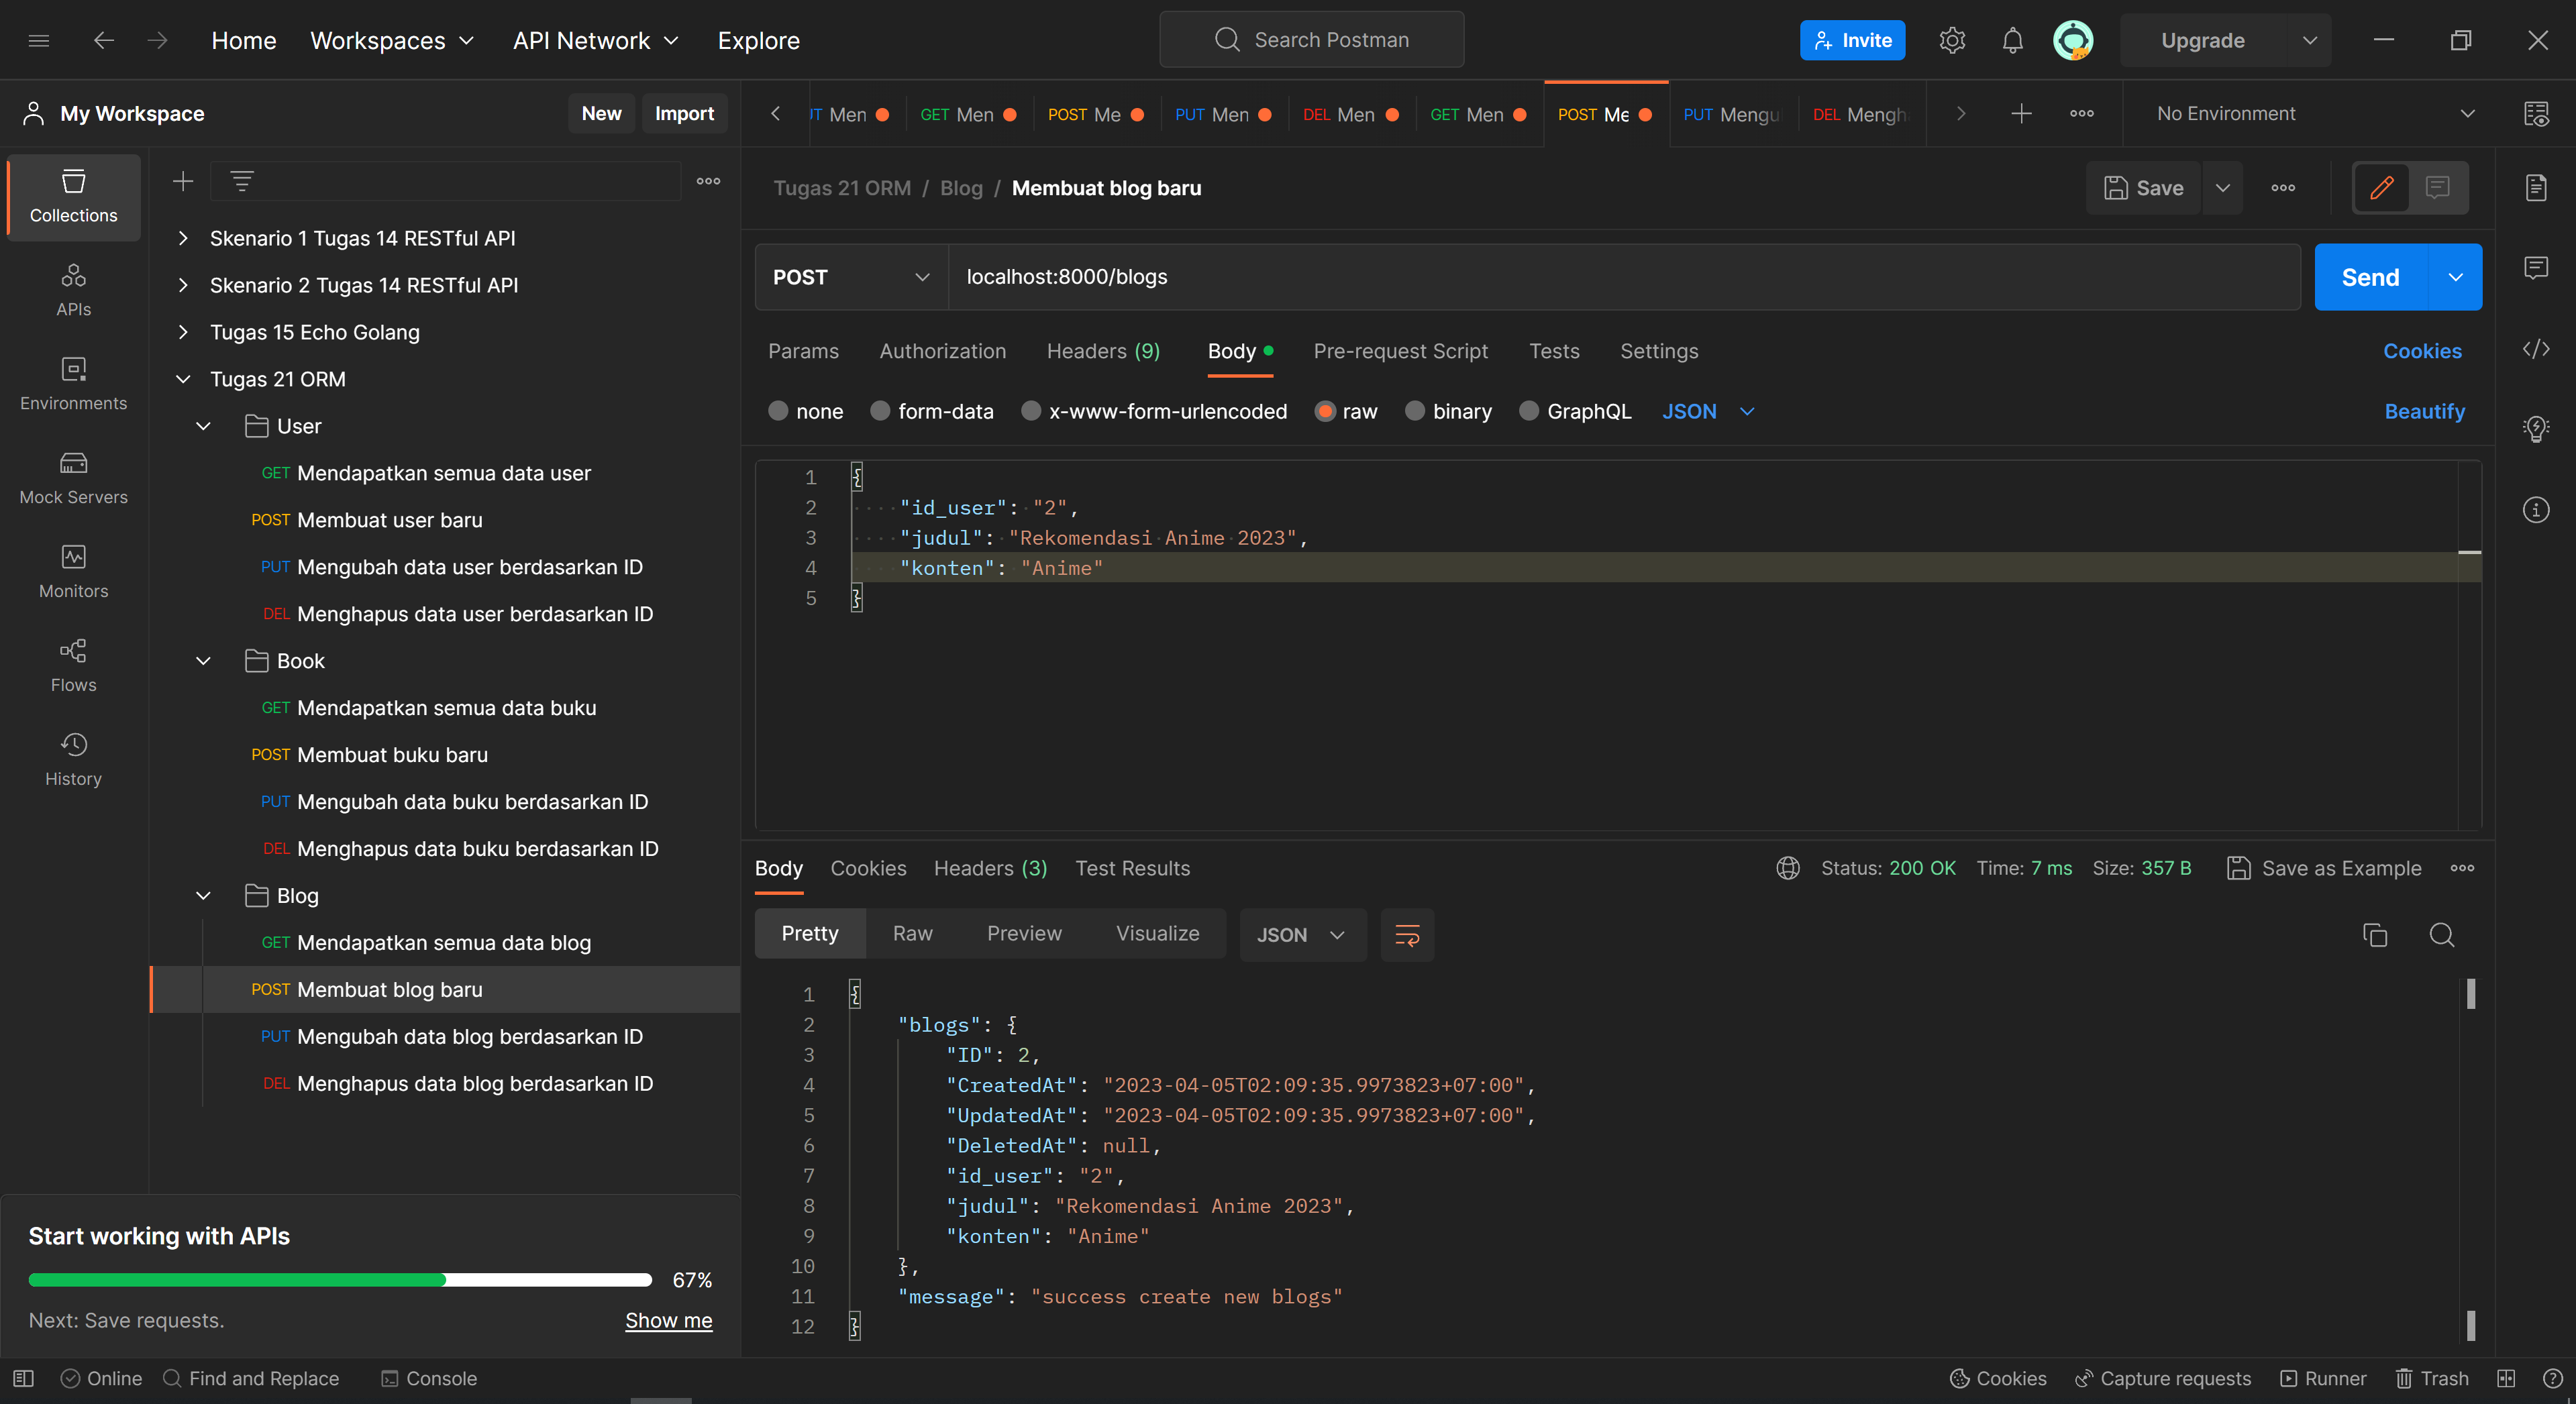 Home Workspaces API Network Explore Search Postman Invite Upgrade
My Workspace New Import
UT Men GET Men POST Me PUT Men DEL Men GET Men POST Me PUT Mengu DEL Mengh No Environment
Collections
APIs
Environments
Mock Servers
Monitors
Flows
History
Skenario 1 Tugas 14 RESTful API
Skenario 2 Tugas 14 RESTful API
Tugas 15 Echo Golang
Tugas 21 ORM
User
GET Mendapatkan semua data user
POST Membuat user baru
PUT Mengubah data user berdasarkan ID
DEL Menghapus data user berdasarkan ID
Book
GET Mendapatkan semua data buku
POST Membuat buku baru
PUT Mengubah data buku berdasarkan ID
DEL Menghapus data buku berdasarkan ID
Blog
GET Mendapatkan semua data blog
POST Membuat blog baru
PUT Mengubah data blog berdasarkan ID
DEL Menghapus data blog berdasarkan ID
Start working with APIs
67%
Next: Save requests. Show me
Tugas 21 ORM / Blog / Membuat blog baru Save
POST localhost:8000/blogs Send
Params Authorization Headers (9) Body Pre-request Script Tests Settings Cookies
none form-data x-www-form-urlencoded raw binary GraphQL JSON Beautify
1 {
2 "id_user": "2",
3 "judul": "Rekomendasi Anime 2023",
4 "konten": "Anime"
5 }
Body Cookies Headers (3) Test Results Status: 200 OK Time: 7 ms Size: 357 B Save as Example
Pretty Raw Preview Visualize JSON
1 {
2 "blogs": {
3 "ID": 2,
4 "CreatedAt": "2023-04-05T02:09:35.9973823+07:00",
5 "UpdatedAt": "2023-04-05T02:09:35.9973823+07:00",
6 "DeletedAt": null,
7 "id_user": "2",
8 "judul": "Rekomendasi Anime 2023",
9 "konten": "Anime"
10 },
11 "message": "success create new blogs"
12 }
Online Find and Replace Console Cookies Capture requests Runner Trash